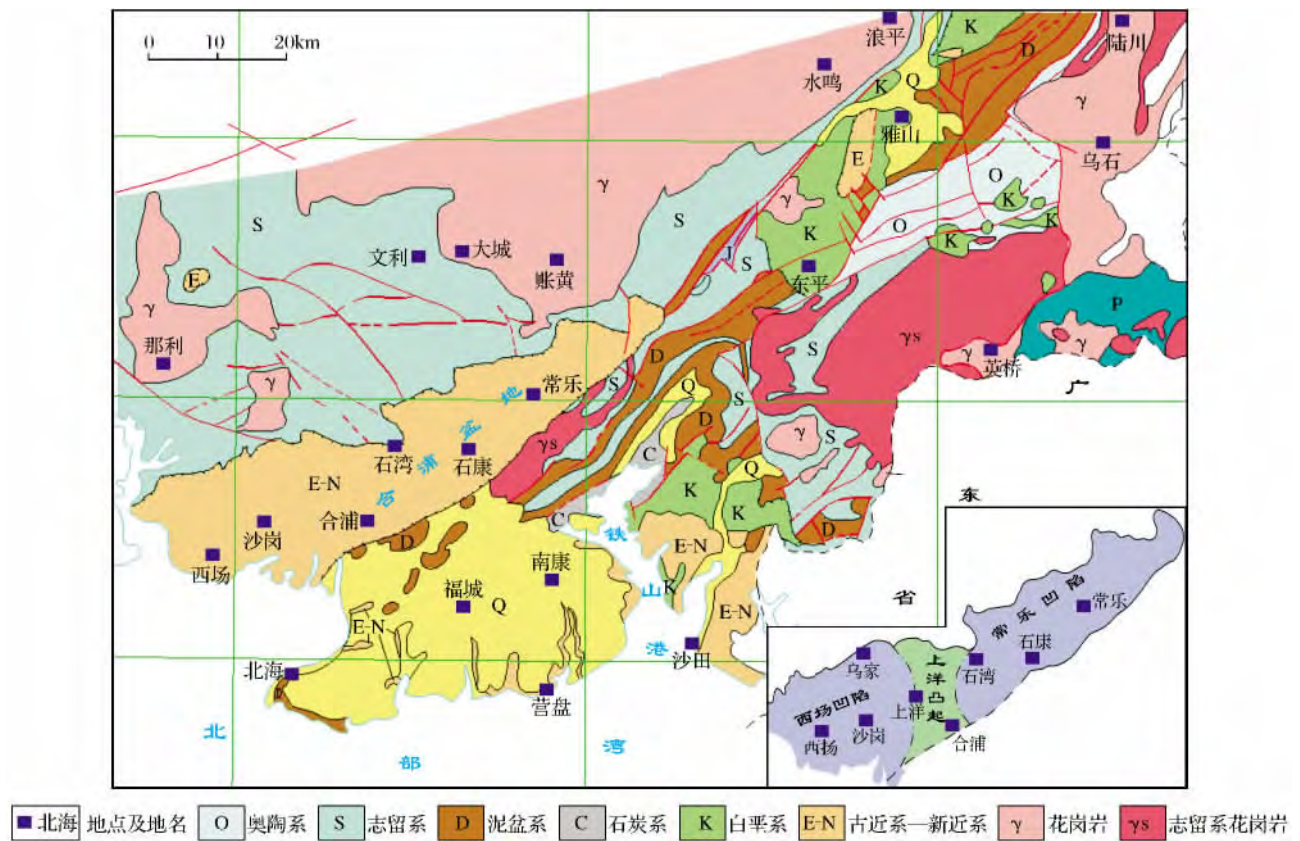 0 10 20km
浪平
K
D
陆川
水鸣
K
Q
γ
雅山
乌石
E
O
γ
S
γ
K
K
S
γ
O
K
文利
大城
账黄
J
S
K
东平
E
γ
P
那利
γs
γ
英桥
S
D
广
γ
常乐
S
Q
S
地
盆
浦
合
石湾
石康
γs
C
D
γ
S
Q
东
E-N
K
K
沙岗
合浦
C
铁
D
西场
D
E-N
南康
山
K
福城
Q
E-N
省
E-N
港
沙田
北海
营盘
北
部
湾
常乐凹陷
常乐
上洋凸起
石康
乌家
石湾
西场凹陷
上洋
西扬
沙岗
合浦
北海 地点及地名 O 奥陶系 S 志留系 D 泥盆系 C 石炭系 K 白垩系 E-N 古近系—新近系 γ 花岗岩 γs 志留系花岗岩